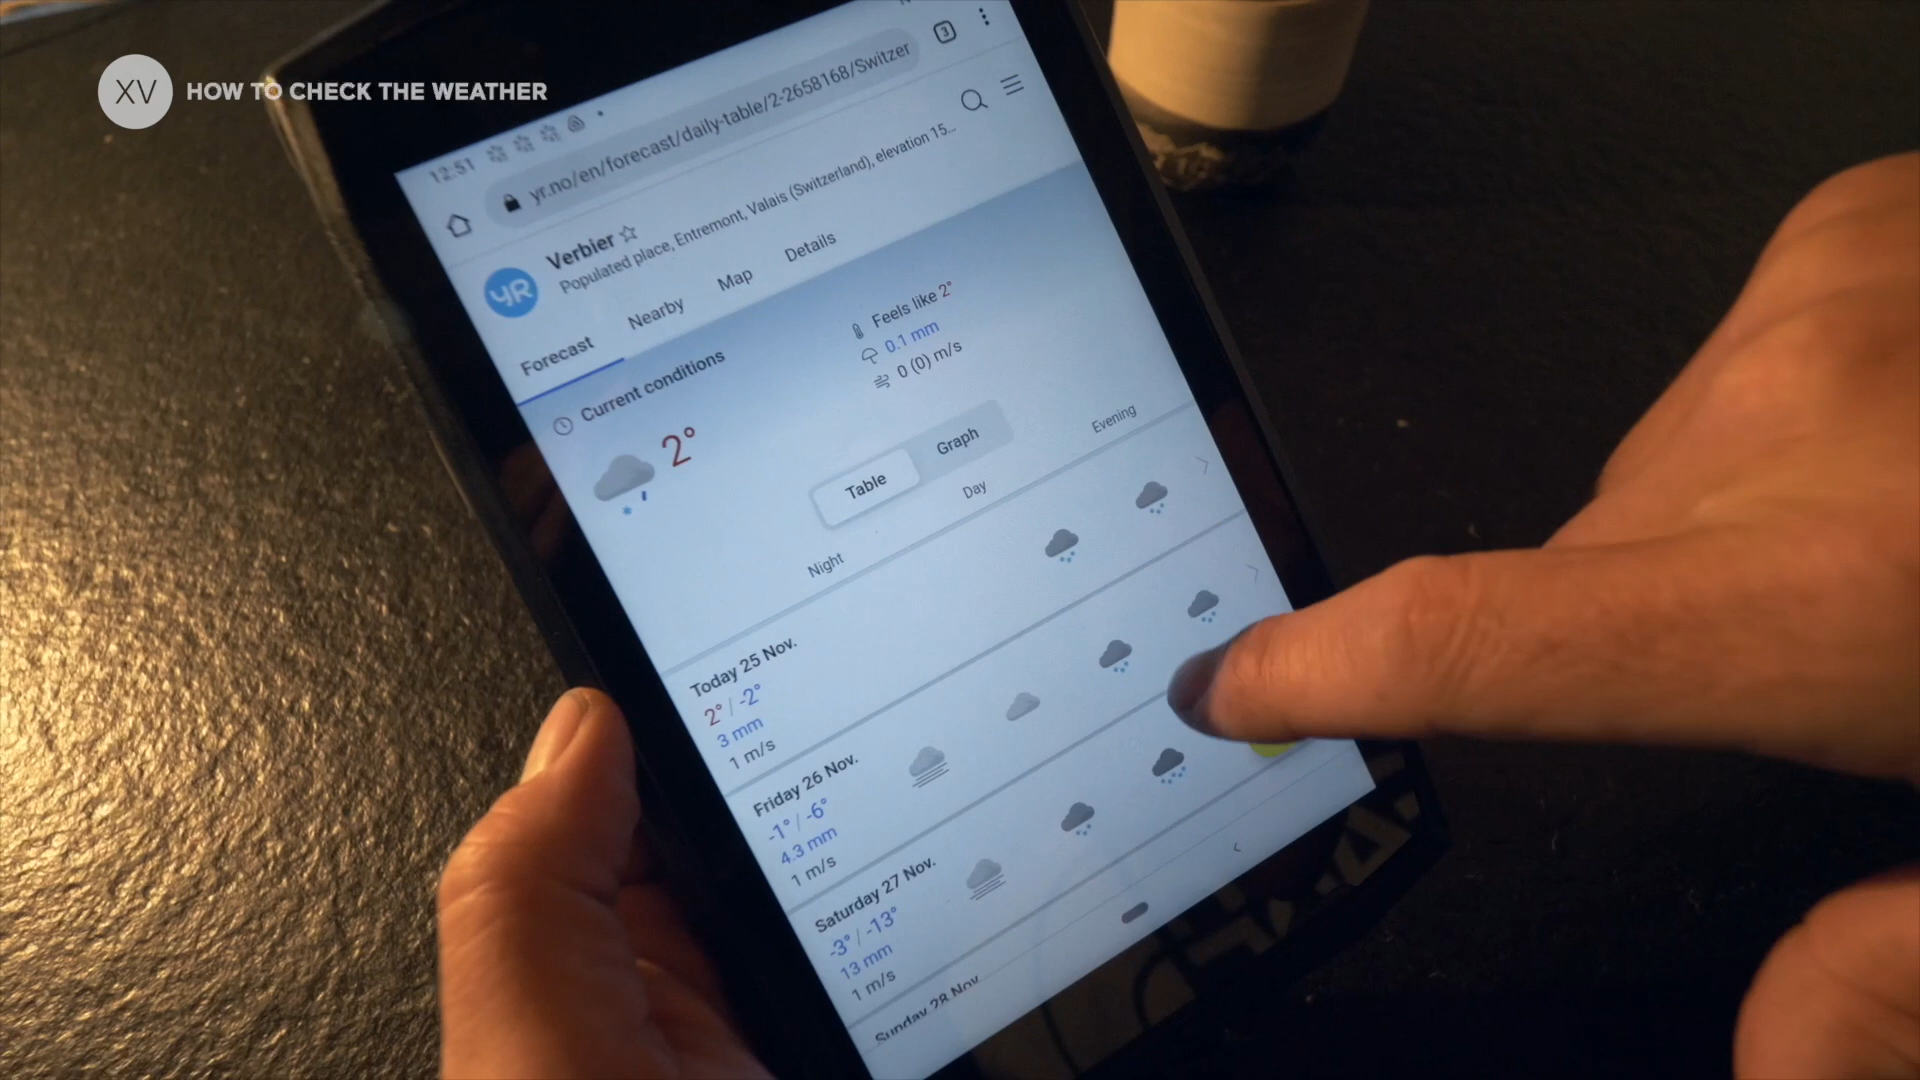 XV HOW TO CHECK THE WEATHER
12:51
yr.no/en/forecast/daily-table/2-2658168/Switzer
3
YR
Verbier
Populated place, Entremont, Valais (Switzerland), elevation 15...
Forecast Nearby Map Details
Current conditions
2°
Feels like 2°
0.1 mm
0 (0) m/s
Table Graph
Night Day Evening
Today 25 Nov.
2° / -2°
3 mm
1 m/s
Friday 26 Nov.
-1° / -6°
4.3 mm
1 m/s
Saturday 27 Nov.
-3° / -13°
13 mm
1 m/s
Sunday 28 Nov.